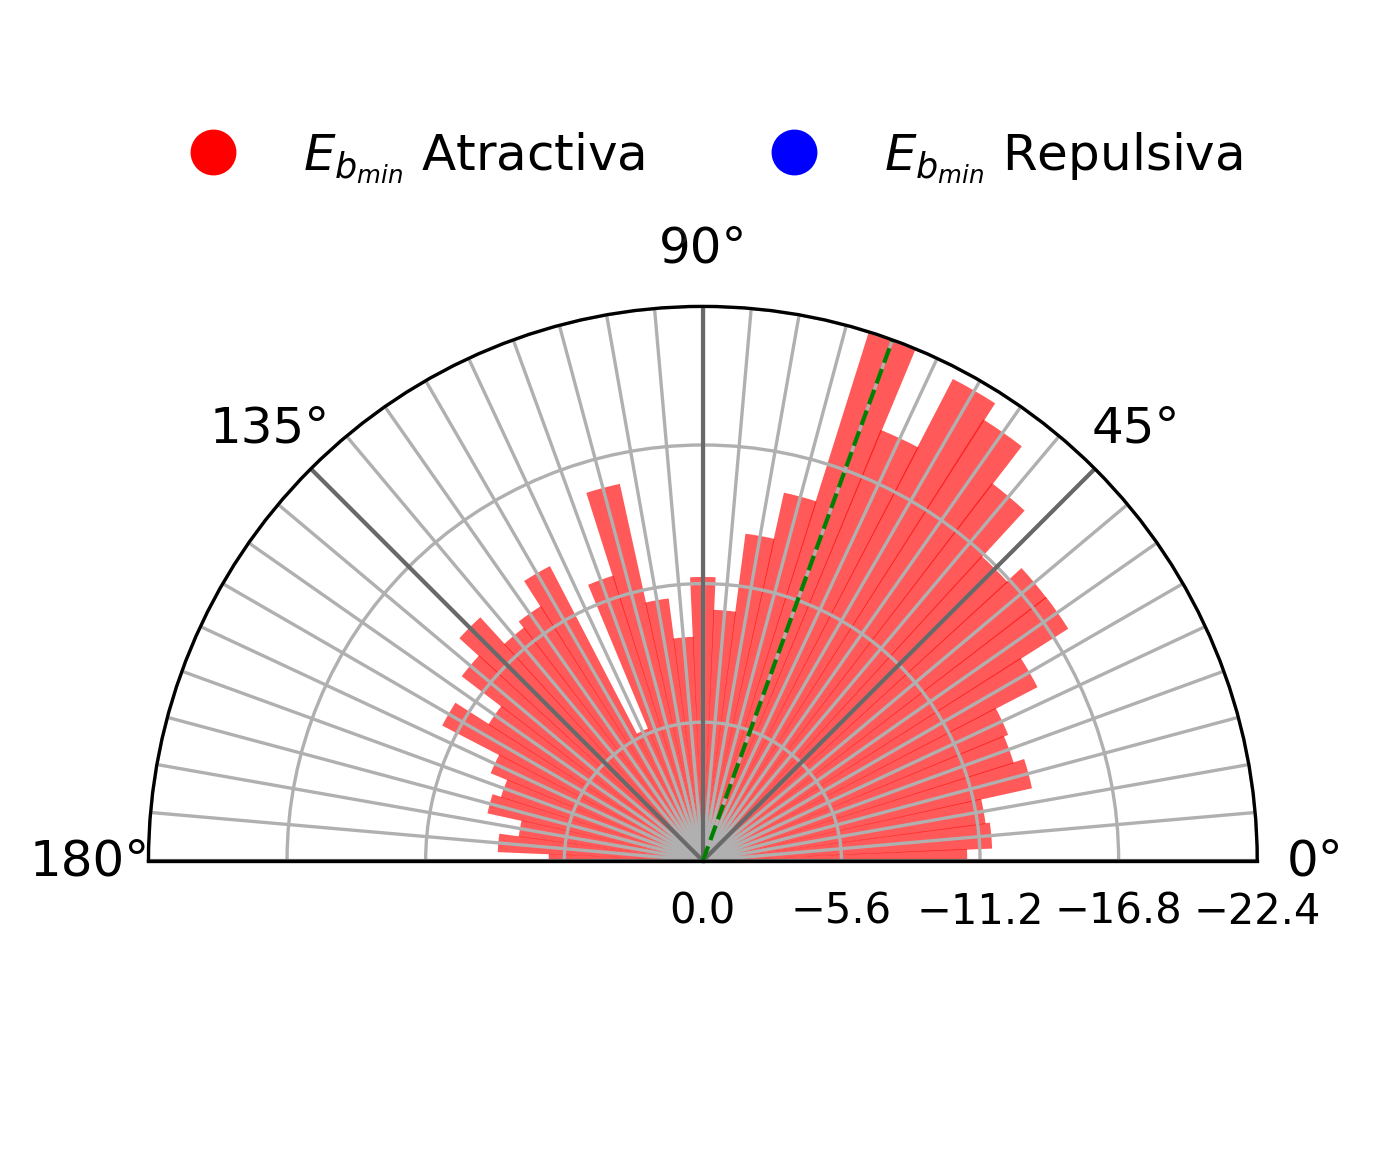 E_{b_{min}} Atractiva E_{b_{min}} Repulsiva
90°
135° 45°
180° 0°
0.0 −5.6 −11.2 −16.8 −22.4